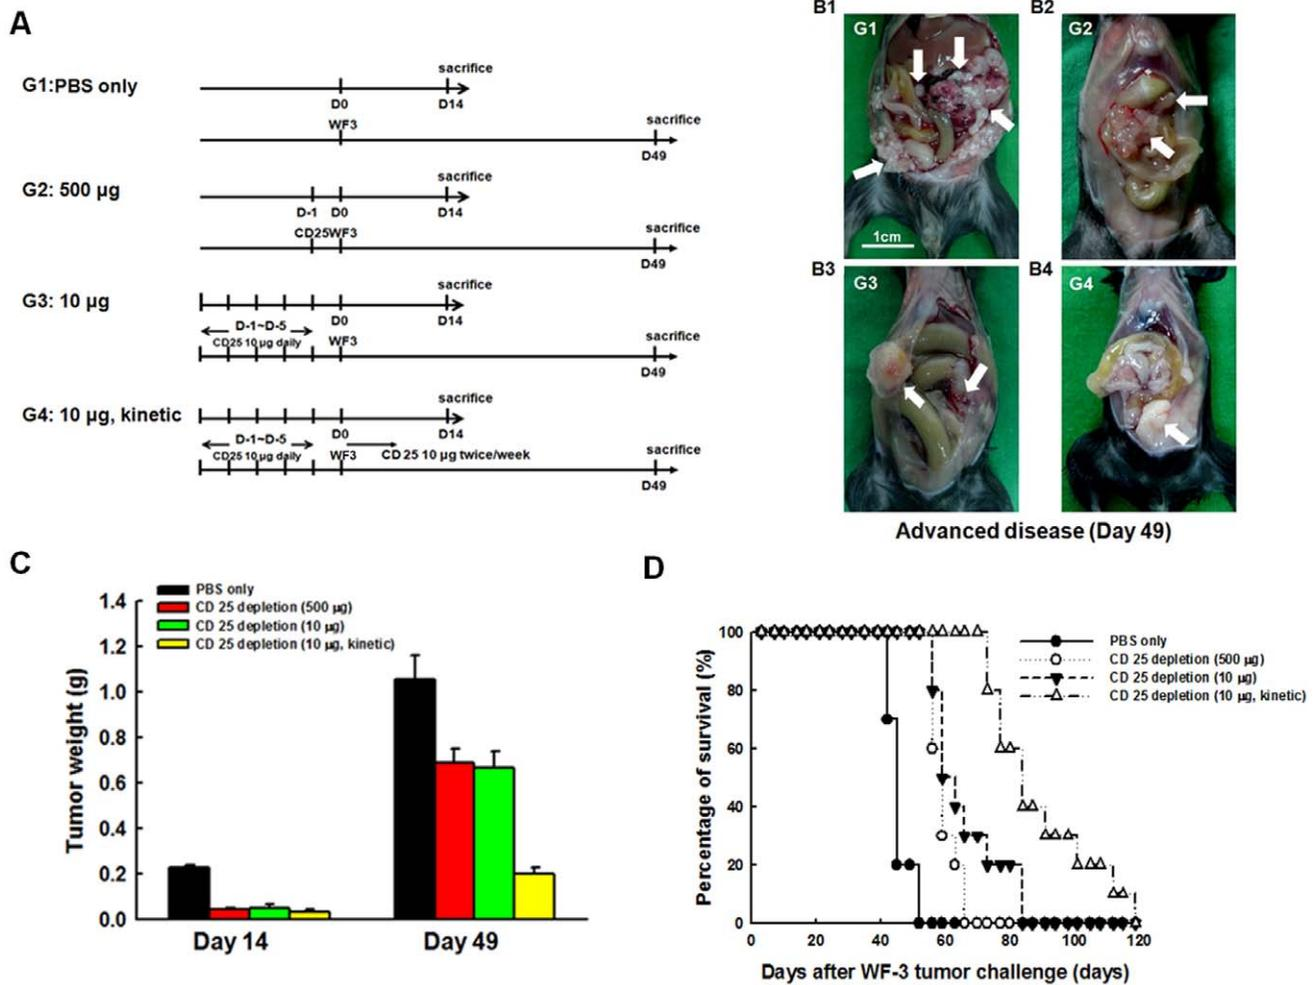 A
G1:PBS only
sacrifice
D0
D14
WF3
sacrifice
D49
G2: 500 µg
sacrifice
D-1 D0
D14
CD25WF3
sacrifice
D49
G3: 10 µg
sacrifice
D-1~D-5
D0
D14
CD25 10 µg daily
WF3
sacrifice
D49
G4: 10 µg, kinetic
sacrifice
D-1~D-5
D0
D14
CD25 10 µg daily
WF3
CD 25 10 µg twice/week
sacrifice
D49
B1
G1
1cm
B2
G2
B3
G3
B4
G4
Advanced disease (Day 49)
C
PBS only
CD 25 depletion (500 µg)
CD 25 depletion (10 µg)
CD 25 depletion (10 µg, kinetic)
Tumor weight (g)
1.4
1.2
1.0
0.8
0.6
0.4
0.2
0.0
Day 14
Day 49
D
PBS only
CD 25 depletion (500 µg)
CD 25 depletion (10 µg)
CD 25 depletion (10 µg, kinetic)
Percentage of survival (%)
100
80
60
40
20
0
0 20 40 60 80 100 120
Days after WF-3 tumor challenge (days)